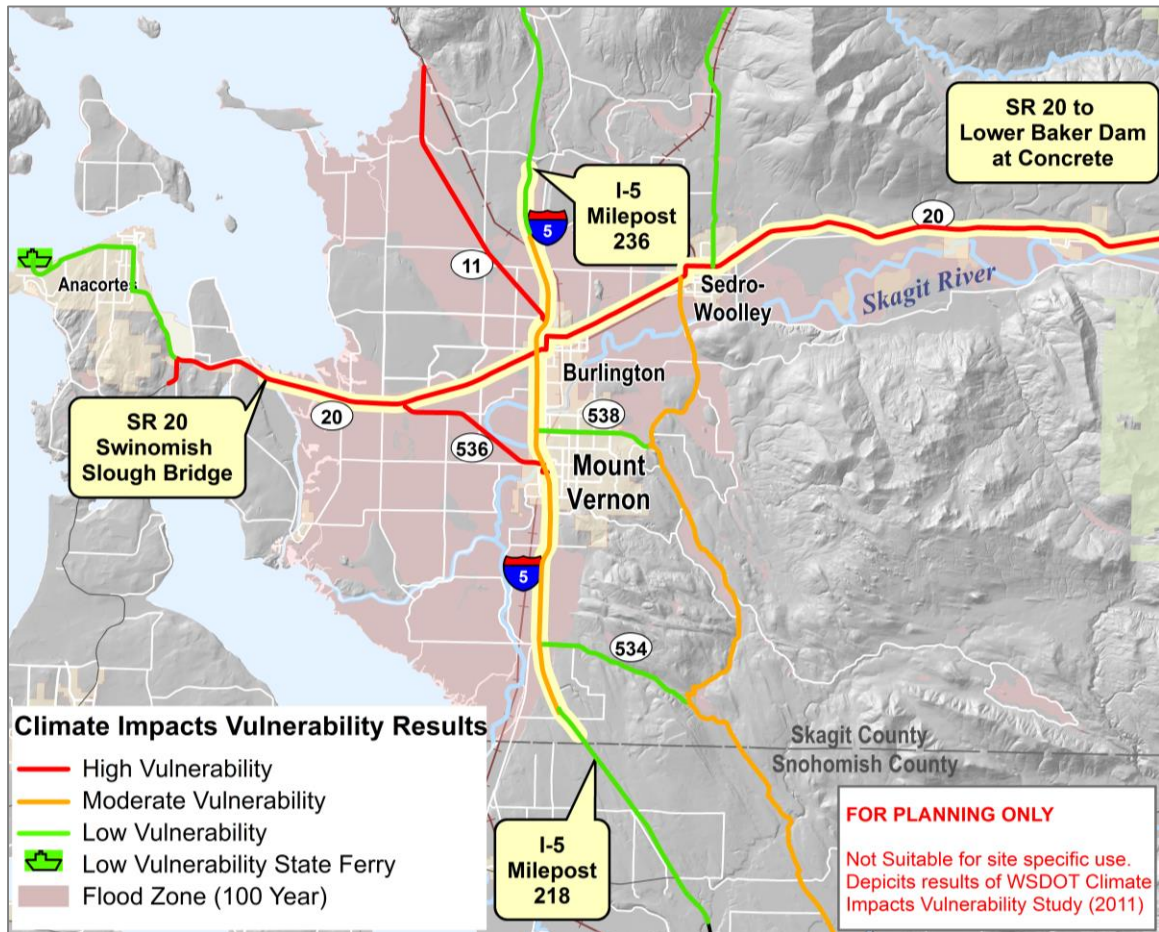 SR 20 to
Lower Baker Dam
at Concrete
I-5
Milepost
236
5
20
11
Anacortes
Sedro-
Woolley
Skagit River
Burlington
SR 20
Swinomish
Slough Bridge
20
538
536
Mount
Vernon
5
534
Skagit County
Snohomish County
I-5
Milepost
218
Climate Impacts Vulnerability Results
High Vulnerability
Moderate Vulnerability
Low Vulnerability
Low Vulnerability State Ferry
Flood Zone (100 Year)
FOR PLANNING ONLY
Not Suitable for site specific use.
Depicits results of WSDOT Climate
Impacts Vulnerability Study (2011)